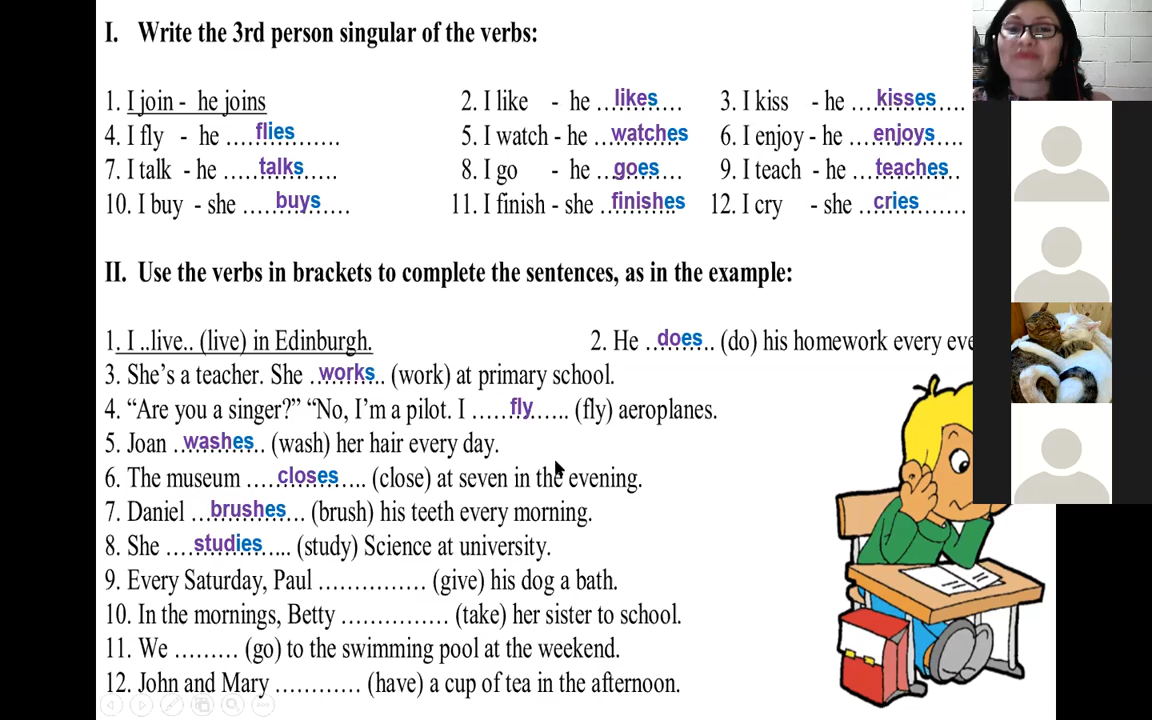 I. Write the 3rd person singular of the verbs:
1. I join - he joins 2. I like - he ...likes... 3. I kiss - he ...kisses...
4. I fly - he ...flies... 5. I watch - he ...watches 6. I enjoy - he ...enjoys...
7. I talk - he ...talks... 8. I go - he ...goes... 9. I teach - he ...teaches...
10. I buy - she ...buys... 11. I finish - she ...finishes 12. I cry - she ...cries...
II. Use the verbs in brackets to complete the sentences, as in the example:
1. I ..live.. (live) in Edinburgh. 2. He ...does... (do) his homework every eve
3. She's a teacher. She ...works... (work) at primary school.
4. “Are you a singer?” “No, I'm a pilot. I ......fly...... (fly) aeroplanes.
5. Joan ...washes... (wash) her hair every day.
6. The museum ......closes...... (close) at seven in the evening.
7. Daniel ...brushes... (brush) his teeth every morning.
8. She ....studies...... (study) Science at university.
9. Every Saturday, Paul ............... (give) his dog a bath.
10. In the mornings, Betty ............... (take) her sister to school.
11. We ......... (go) to the swimming pool at the weekend.
12. John and Mary ............ (have) a cup of tea in the afternoon.